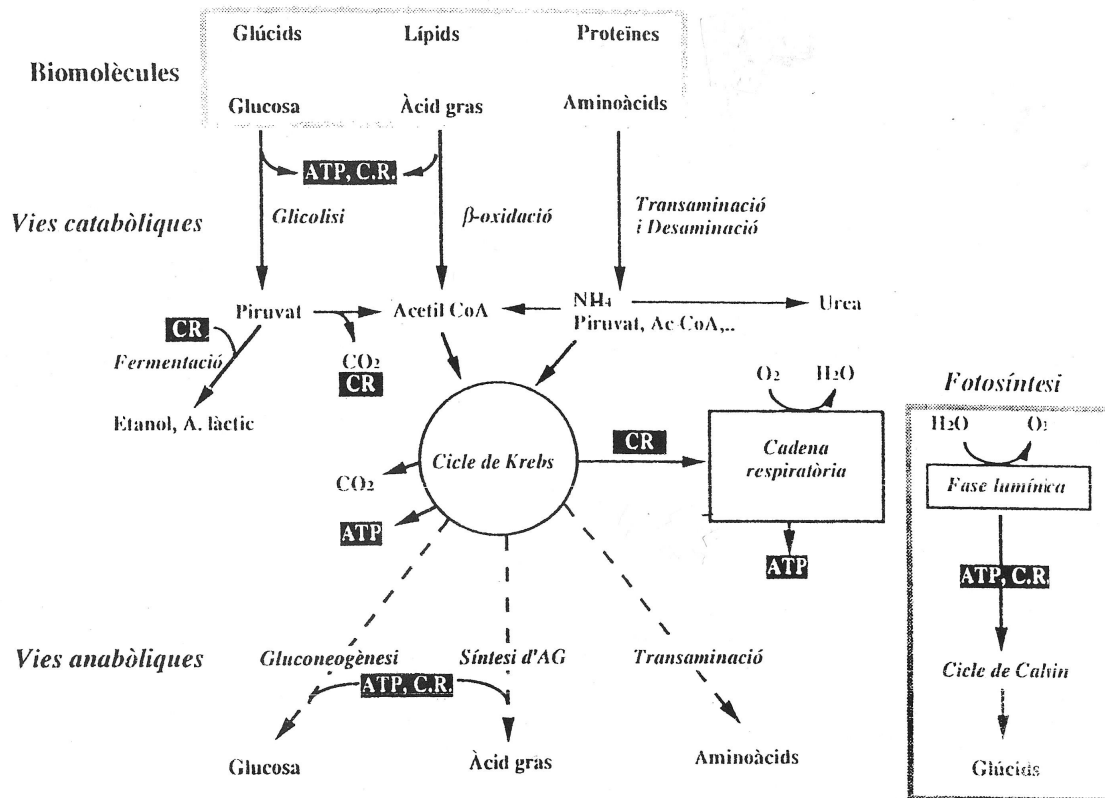 Glúcids Lípids Proteïnes
Biomolècules
Glucosa Àcid gras Aminoàcids
ATP, C.R.
Vies catabòliques Glicolisi β-oxidació Transaminació
i Desaminació
Piruvat Acetil CoA NH4 Urea
Piruvat, Ac-CoA,..
CR
Fermentació CO2
CR
Etanol, A. làctic
O2 H2O
Fotosíntesi
H2O O2
Cicle de Krebs CR Cadena
respiratòria
Fase lumínica
CO2
ATP
ATP
ATP, C.R.
Vies anabòliques Gluconeogènesi Síntesi d'AG Transaminació
Cicle de Calvin
ATP, C.R.
Glucosa Àcid gras Aminoàcids Glúcids